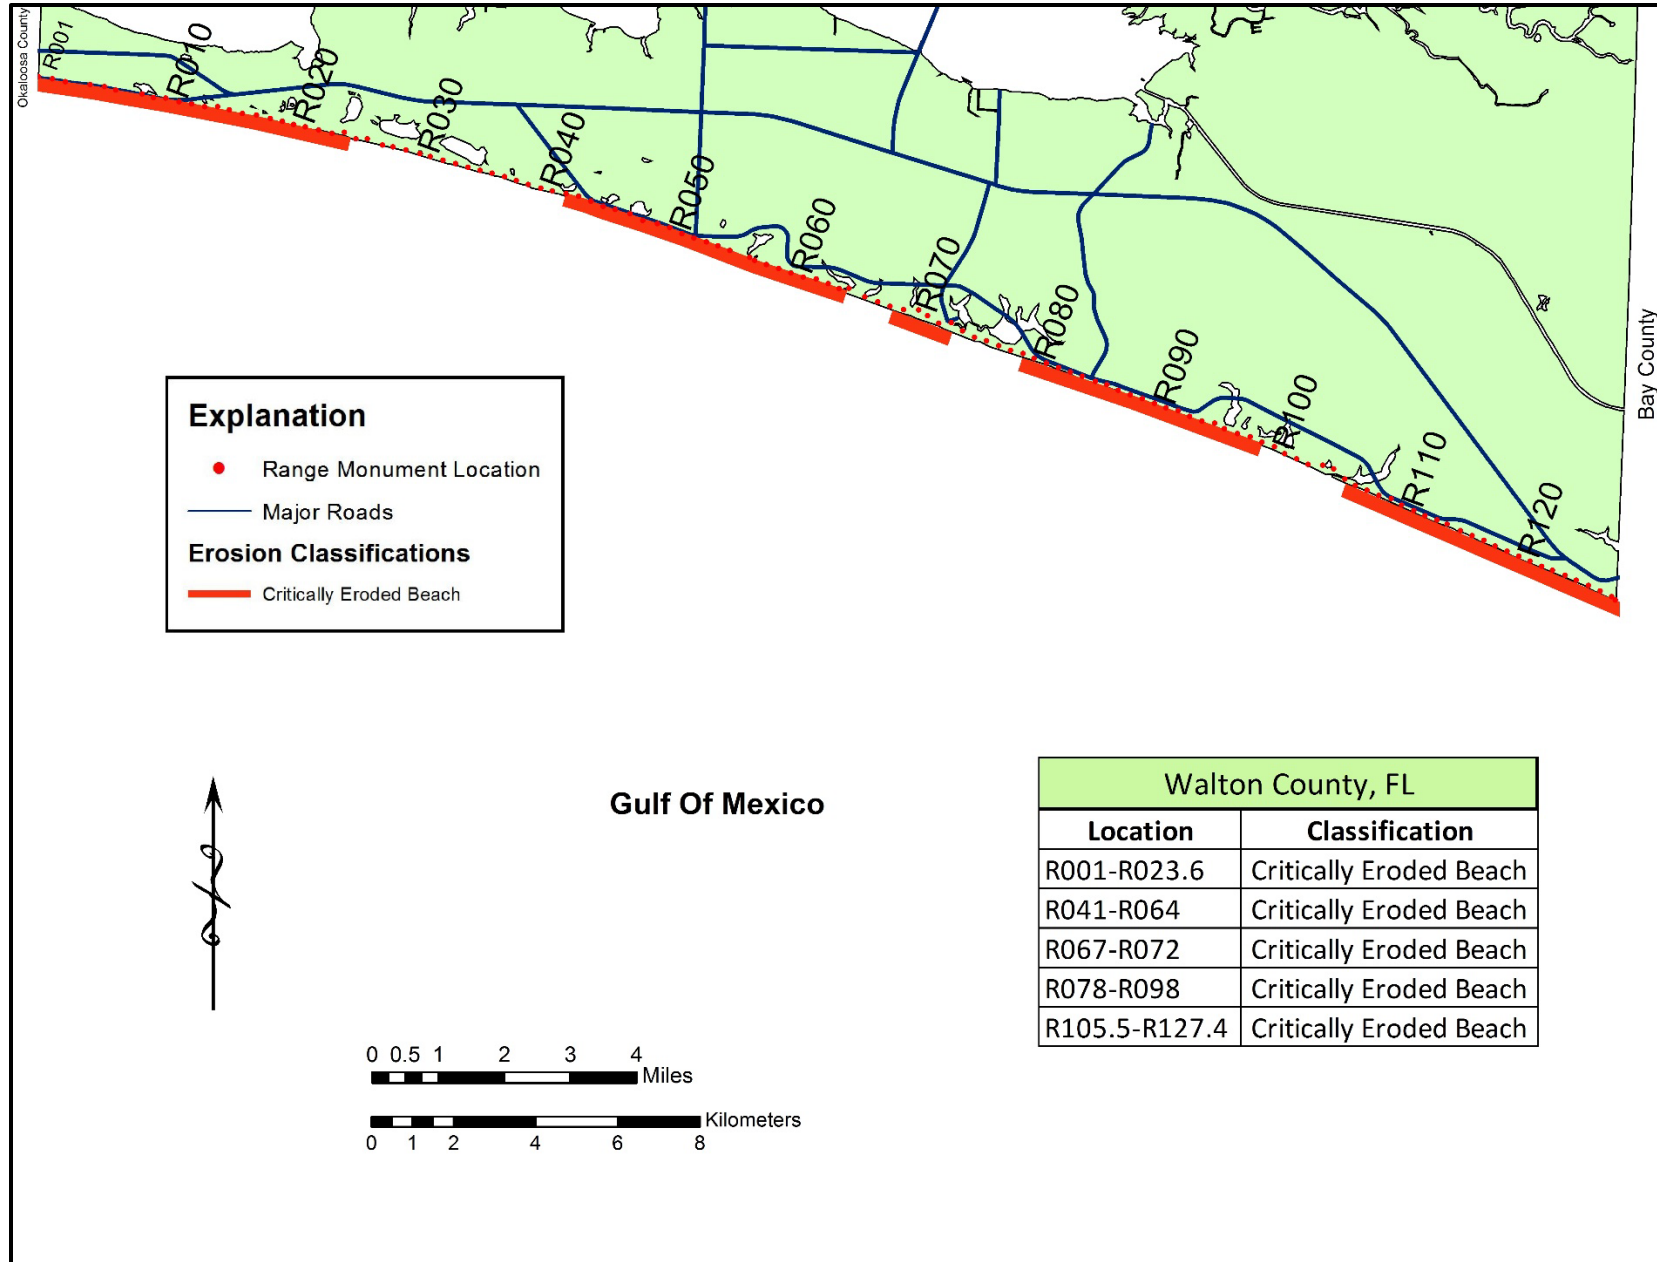 Okaloosa County
R001
R010
R020
R030
R040
R050
R060
R070
R080
R090
R100
R110
R120
Bay County
Explanation
Range Monument Location
Major Roads
Erosion Classifications
Critically Eroded Beach
Gulf Of Mexico
Walton County, FL
Location Classification
R001-R023.6 Critically Eroded Beach
R041-R064 Critically Eroded Beach
R067-R072 Critically Eroded Beach
R078-R098 Critically Eroded Beach
R105.5-R127.4 Critically Eroded Beach
0 0.5 1 2 3 4
Miles
Kilometers
0 1 2 4 6 8